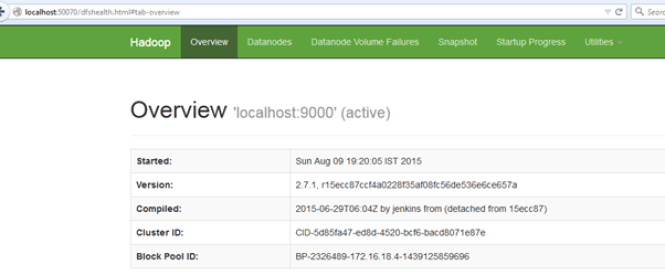 localhost:50070/dfshealth.html#tab-overview
Search
Hadoop Overview Datanodes Datanode Volume Failures Snapshot Startup Progress Utilities
Overview 'localhost:9000' (active)
Started: Sun Aug 09 19:20:05 IST 2015
Version: 2.7.1, r15ecc87ccf4a0228f35af08fc56de536e6ce657a
Compiled: 2015-06-29T06:04Z by jenkins from (detached from 15ecc87)
Cluster ID: CID-5d85fa47-ed8d-4520-bcf6-bacd8071e87e
Block Pool ID: BP-2326489-172.16.18.4-1439125859696